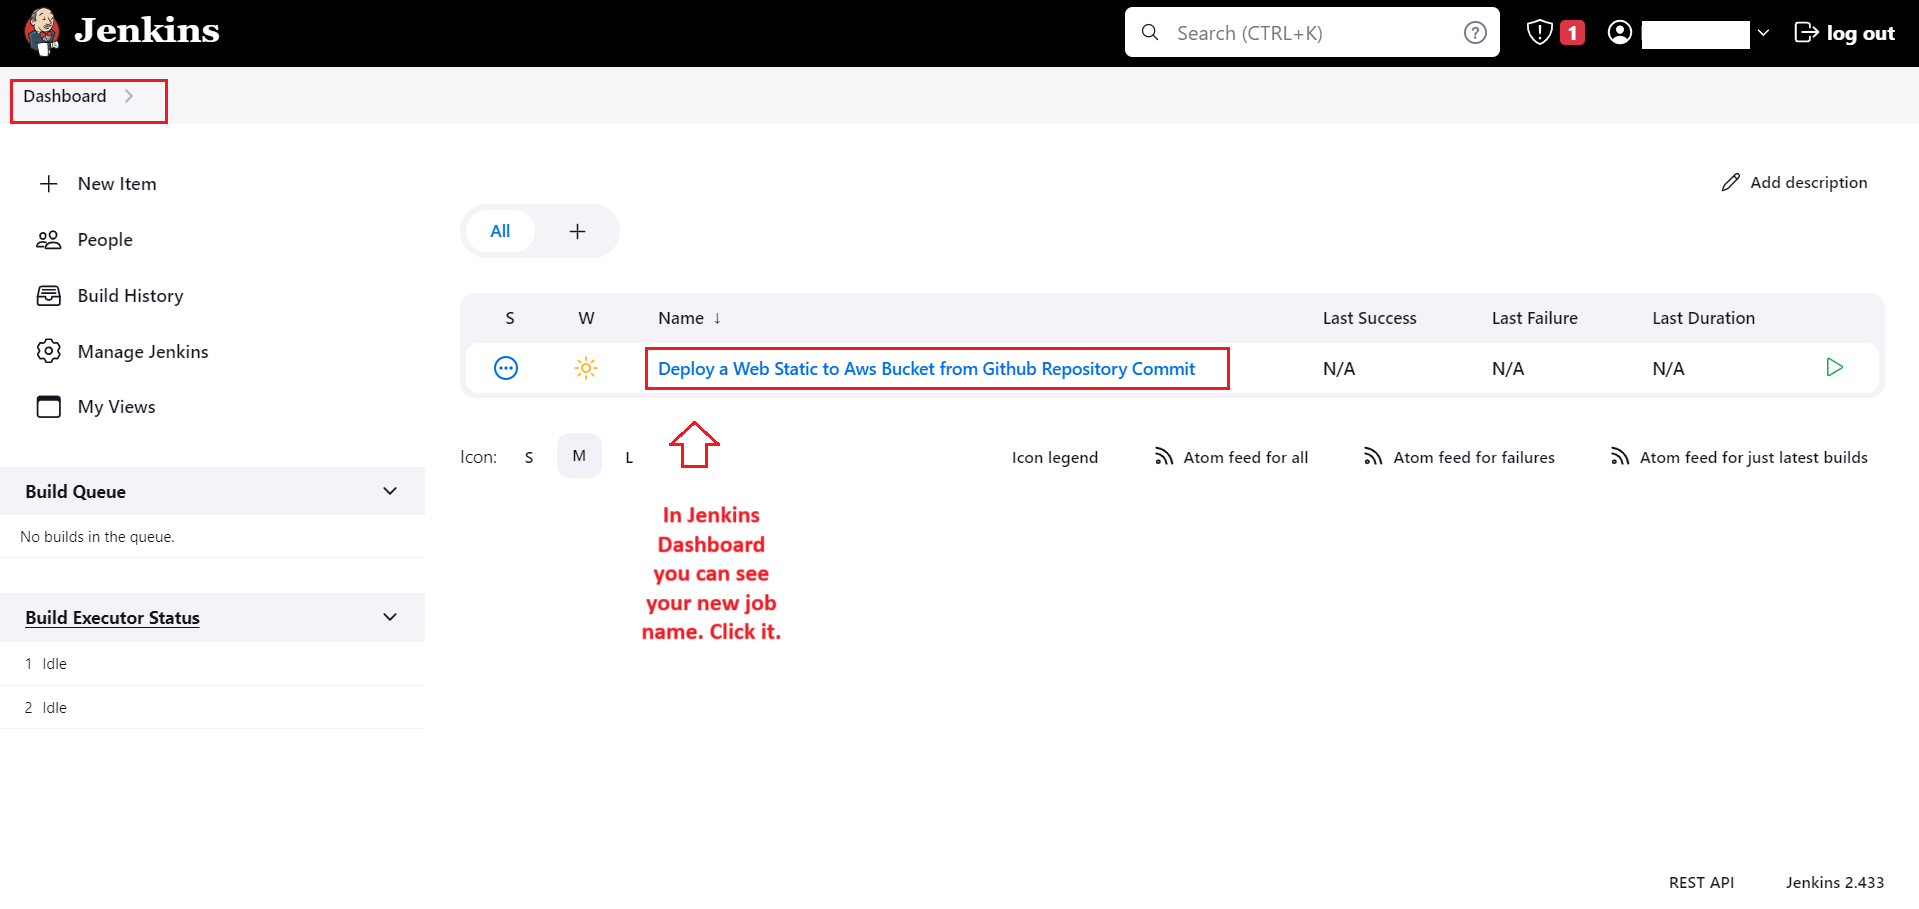 Jenkins
Search (CTRL+K)
?
1
log out
Dashboard
New Item
People
Build History
Manage Jenkins
My Views
Add description
All +
S W Name ↓ Last Success Last Failure Last Duration
Deploy a Web Static to Aws Bucket from Github Repository Commit N/A N/A N/A
Icon: S M L
Icon legend Atom feed for all Atom feed for failures Atom feed for just latest builds
Build Queue
No builds in the queue.
Build Executor Status
1 Idle
2 Idle
In Jenkins
Dashboard
you can see
your new job
name. Click it.
REST API Jenkins 2.433